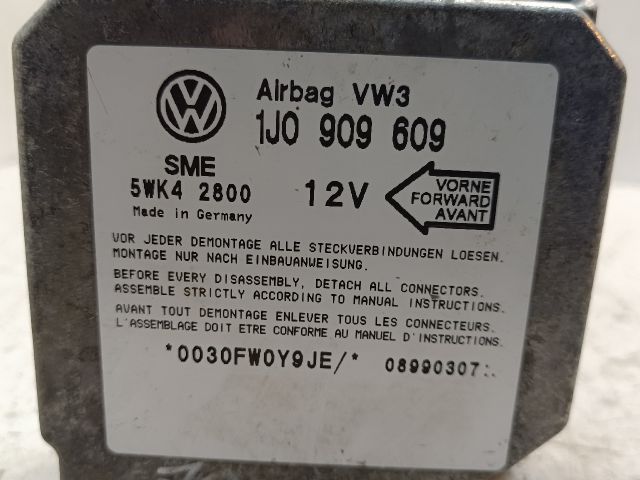 VW
Airbag VW3
1J0 909 609
SME
5WK4 2800
Made in Germany
12V
VORNE
FORWARD
AVANT
VOR JEDER DEMONTAGE ALLE STECKVERBINDUNGEN LOESEN.
MONTAGE NUR NACH EINBAUANWEISUNG.
BEFORE EVERY DISASSEMBLY, DETACH ALL CONNECTORS.
ASSEMBLE STRICTLY ACCORDING TO MANUAL INSTRUCTIONS.
AVANT TOUT DEMONTAGE ENLEVER TOUS LES CONNECTEURS.
L'ASSEMBLAGE DOIT ETRE CONFORME AU MANUEL D'INSTRUCTIONS.
*0030FW0Y9JE/* 08990307